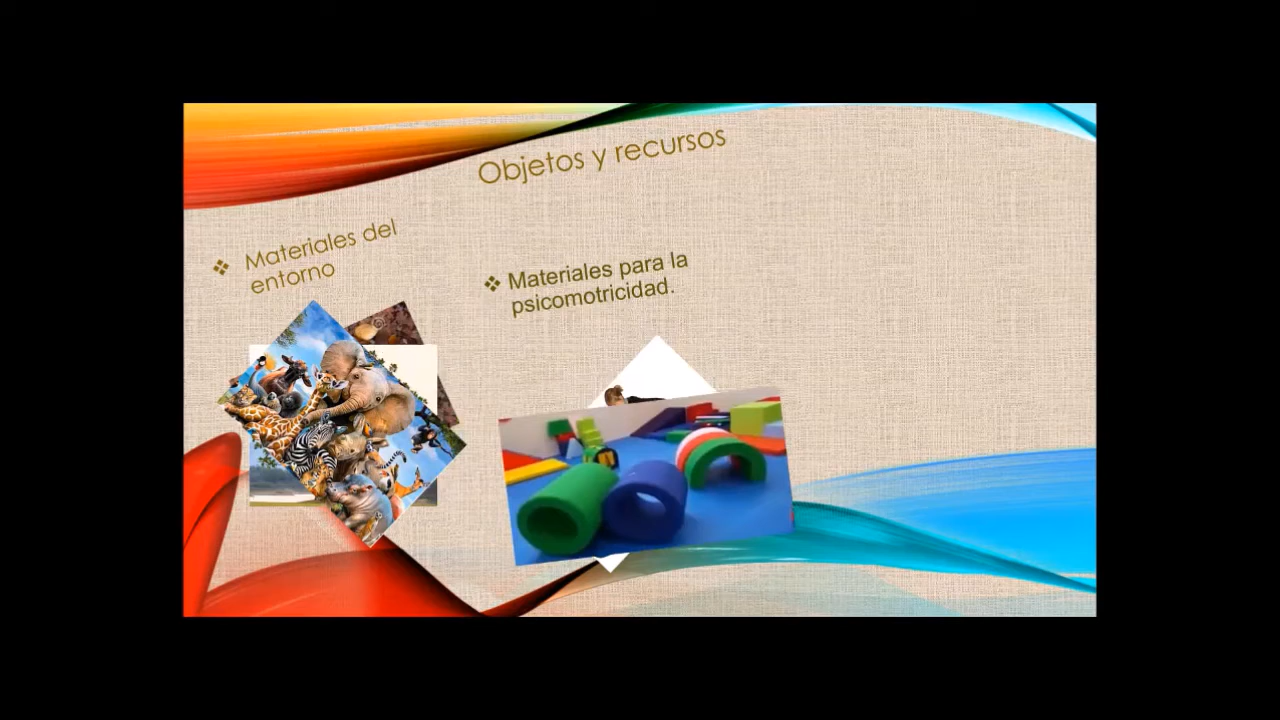 Objetos y recursos
Materiales del
entorno
Materiales para la
psicomotricidad.